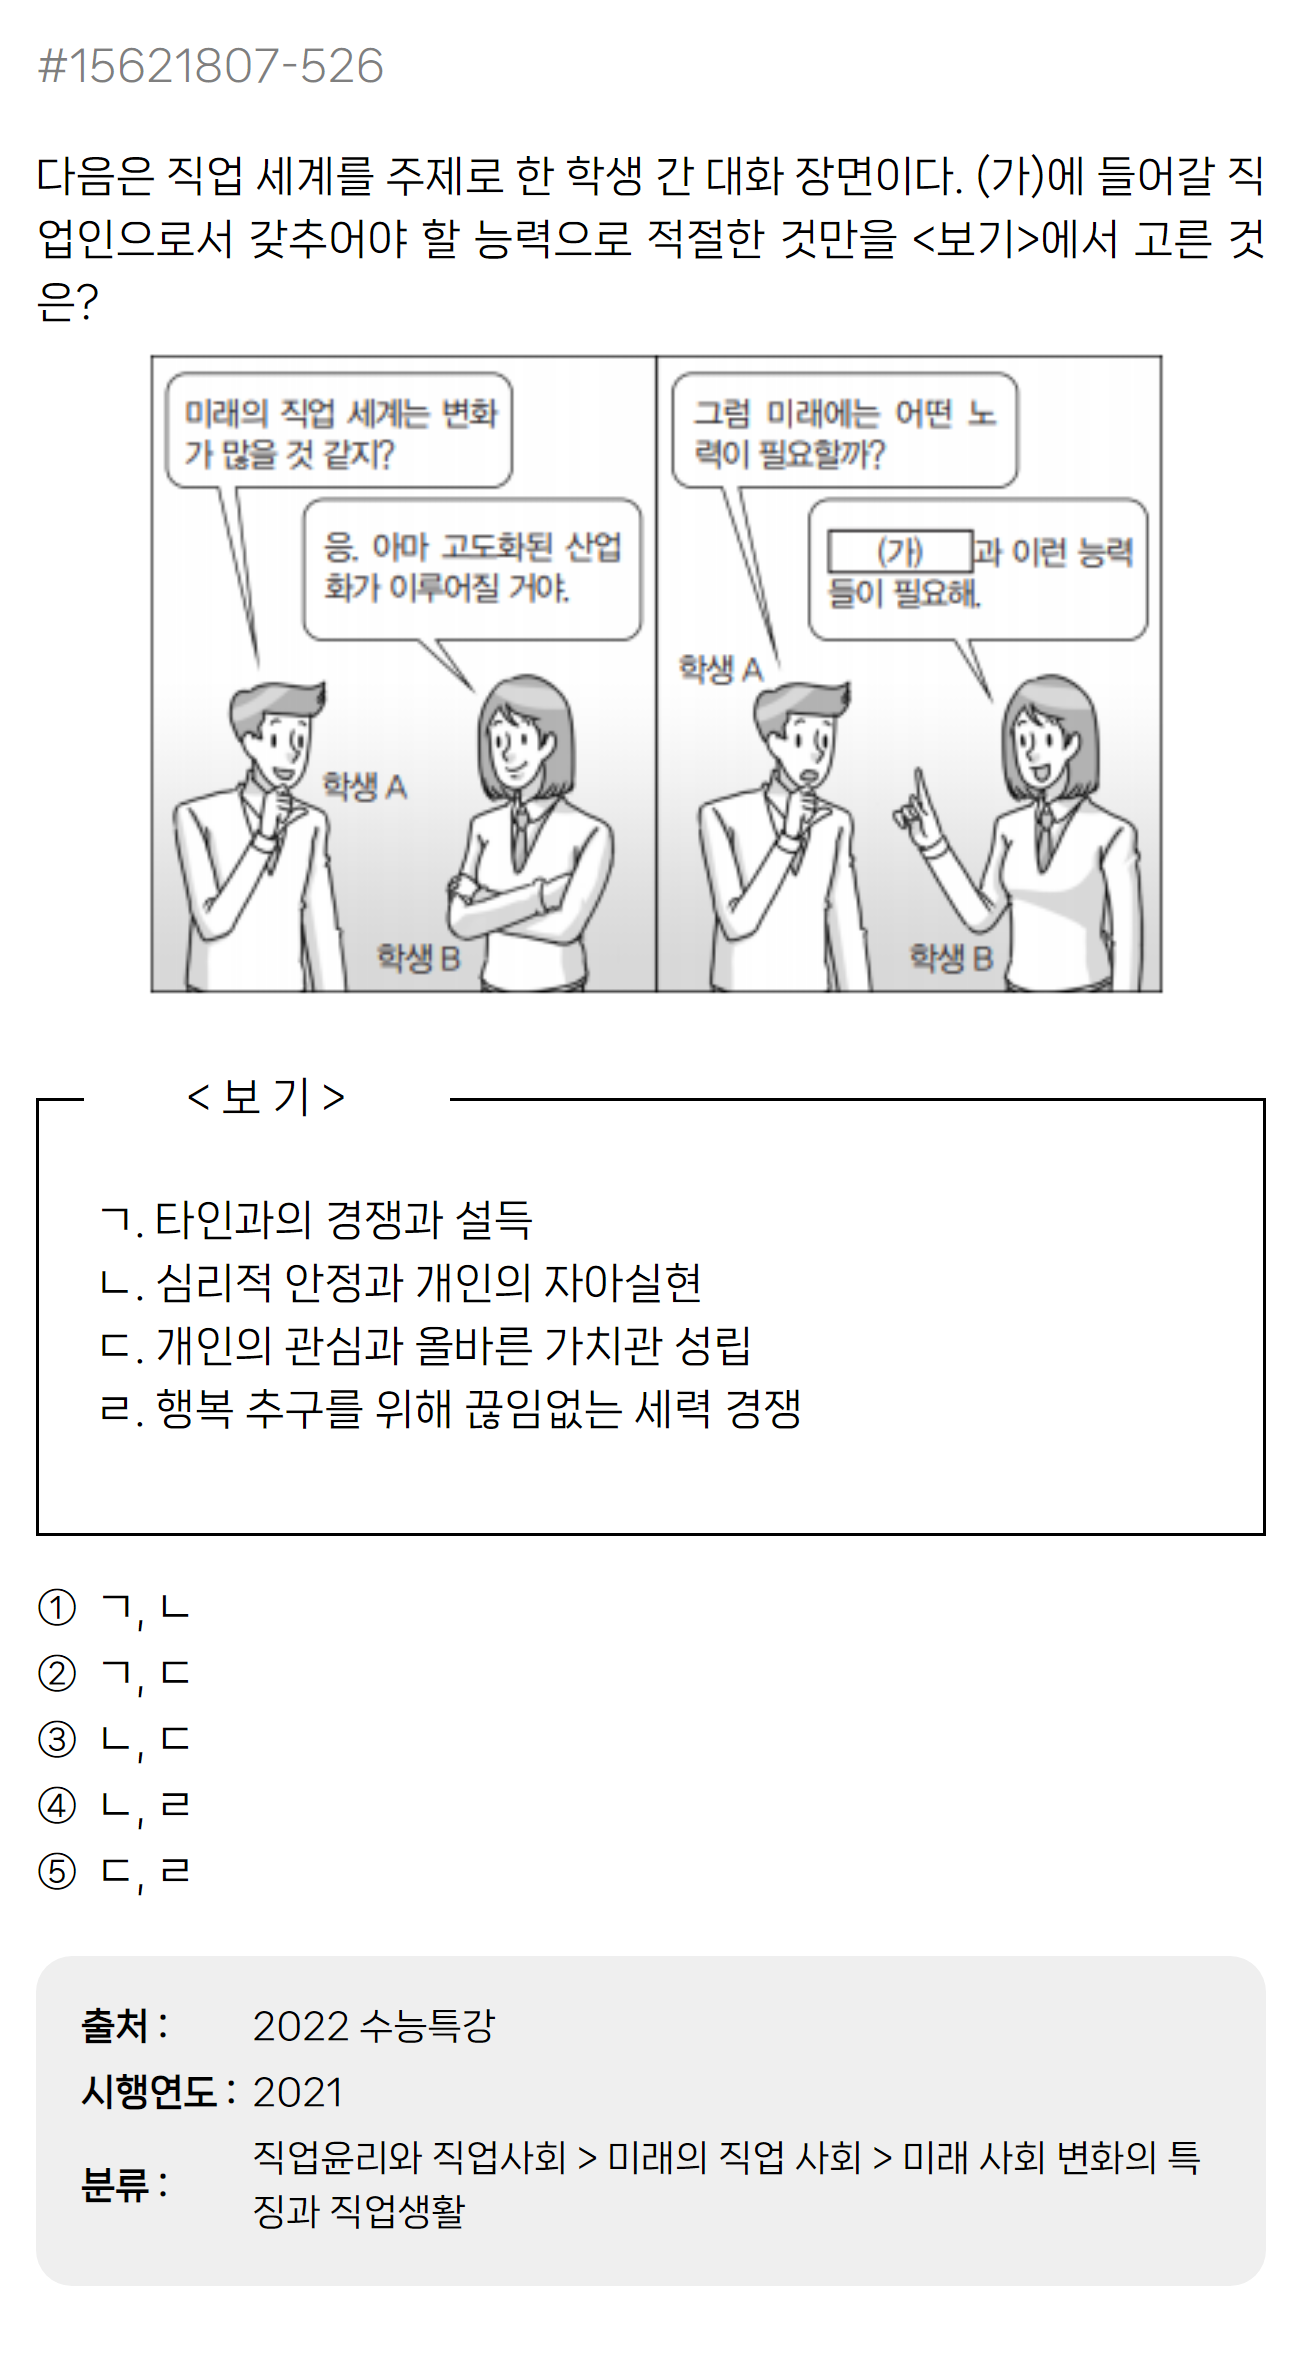 #15621807-526
다음은 직업 세계를 주제로 한 학생 간 대화 장면이다. (가)에 들어갈 직
업인으로서 갖추어야 할 능력으로 적절한 것만을 <보기>에서 고른 것
은?
미래의 직업 세계는 변화
가 많을 것 같지?
응. 아마 고도화된 산업
화가 이루어질 거야.
학생 A
학생 B
그럼 미래에는 어떤 노
력이 필요할까?
(가)과 이런 능력
들이 필요해.
학생 A
학생 B
< 보 기 >
ㄱ. 타인과의 경쟁과 설득
ㄴ. 심리적 안정과 개인의 자아실현
ㄷ. 개인의 관심과 올바른 가치관 성립
ㄹ. 행복 추구를 위해 끊임없는 세력 경쟁
① ㄱ, ㄴ
② ㄱ, ㄷ
③ ㄴ, ㄷ
④ ㄴ, ㄹ
⑤ ㄷ, ㄹ
출처 : 2022 수능특강
시행연도 : 2021
분류 : 직업윤리와 직업사회 > 미래의 직업 사회 > 미래 사회 변화의 특
징과 직업생활